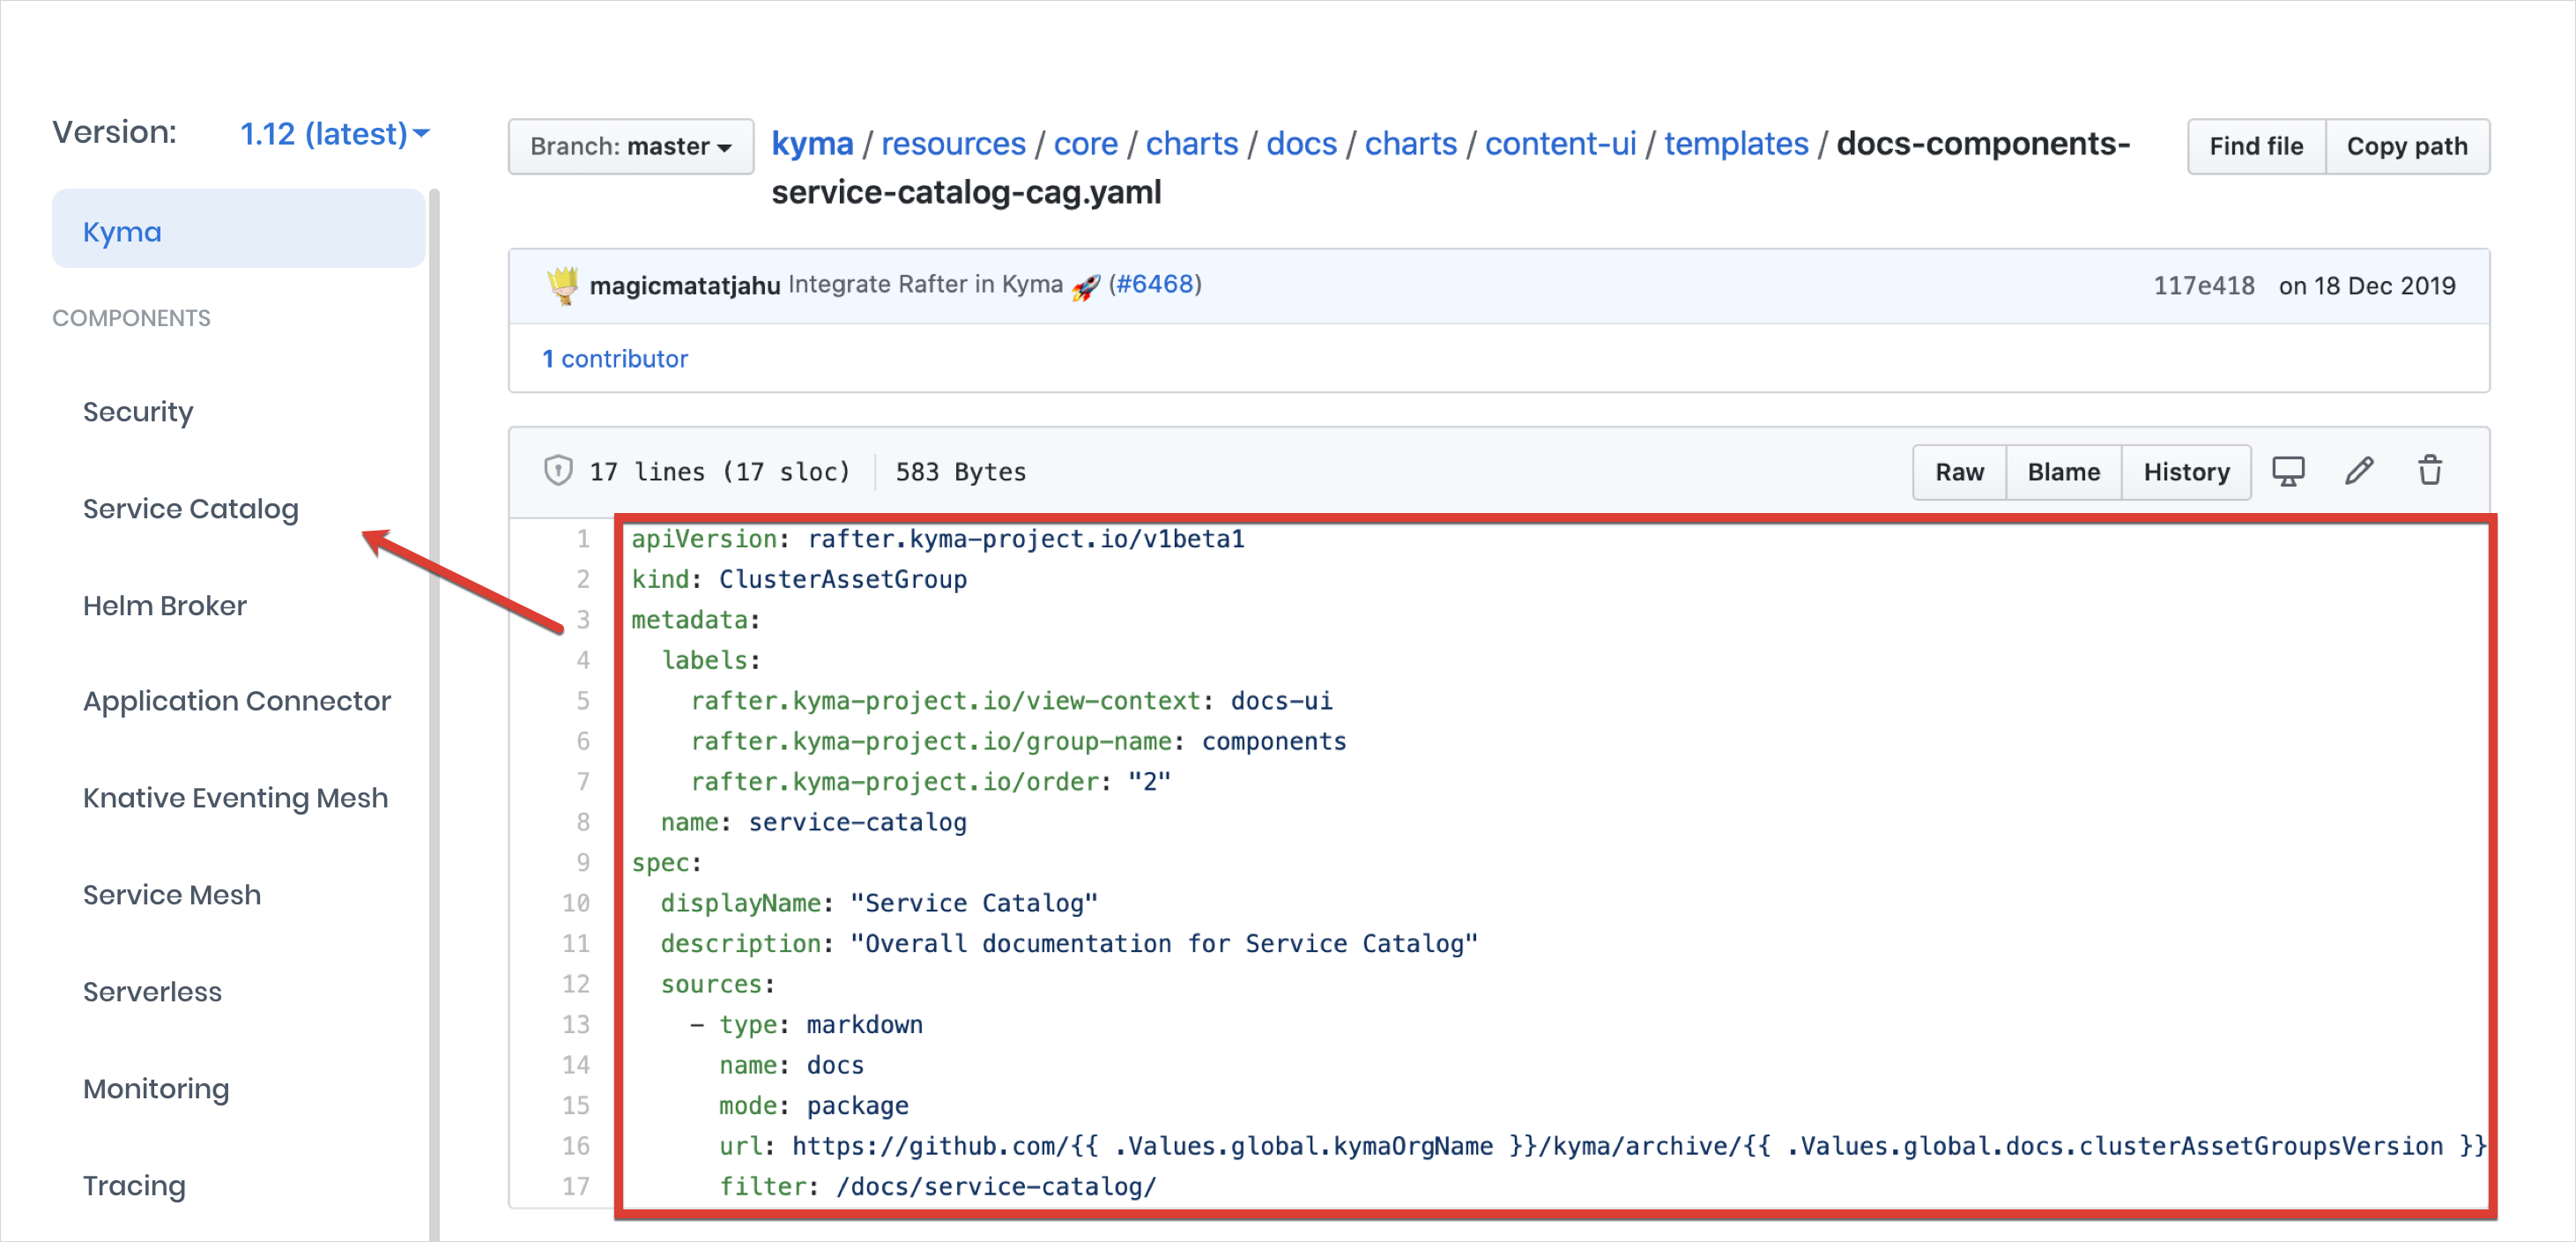 Version: 1.12 (latest)
Kyma
COMPONENTS
Security
Service Catalog
Helm Broker
Application Connector
Knative Eventing Mesh
Service Mesh
Serverless
Monitoring
Tracing
Branch: master
kyma / resources / core / charts / docs / charts / content-ui / templates / docs-components-
service-catalog-cag.yaml
Find file
Copy path
magicmatatjahu Integrate Rafter in Kyma 🚀 (#6468)
117e418 on 18 Dec 2019
1 contributor
17 lines (17 sloc) 583 Bytes
Raw
Blame
History
1 apiVersion: rafter.kyma-project.io/v1beta1
2 kind: ClusterAssetGroup
3 metadata:
4   labels:
5     rafter.kyma-project.io/view-context: docs-ui
6     rafter.kyma-project.io/group-name: components
7     rafter.kyma-project.io/order: "2"
8   name: service-catalog
9 spec:
10   displayName: "Service Catalog"
11   description: "Overall documentation for Service Catalog"
12   sources:
13     - type: markdown
14       name: docs
15       mode: package
16       url: https://github.com/{{ .Values.global.kymaOrgName }}/kyma/archive/{{ .Values.global.docs.clusterAssetGroupsVersion }}
17       filter: /docs/service-catalog/